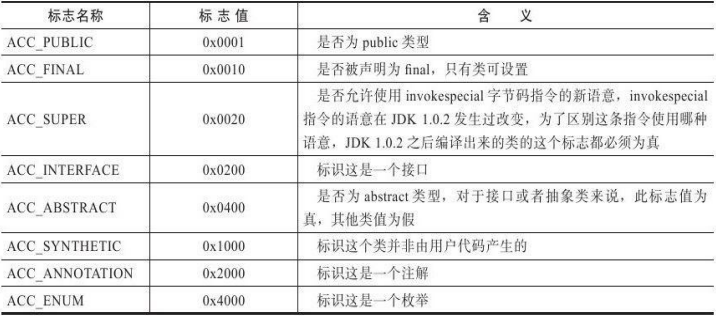 标志名称 标 志 值 含 义
ACC_PUBLIC 0x0001 是否为 public 类型
ACC_FINAL 0x0010 是否被声明为 final，只有类可设置
是否允许使用 invokespecial 字节码指令的新语意，invokespecial
ACC_SUPER 0x0020 指令的语意在 JDK 1.0.2 发生过改变，为了区别这条指令使用哪种
语意，JDK 1.0.2 之后编译出来的类的这个标志都必须为真
ACC_INTERFACE 0x0200 标识这是一个接口
是否为 abstract 类型，对于接口或者抽象类来说，此标志值为
ACC_ABSTRACT 0x0400
真，其他类值为假
ACC_SYNTHETIC 0x1000 标识这个类并非由用户代码产生的
ACC_ANNOTATION 0x2000 标识这是一个注解
ACC_ENUM 0x4000 标识这是一个枚举